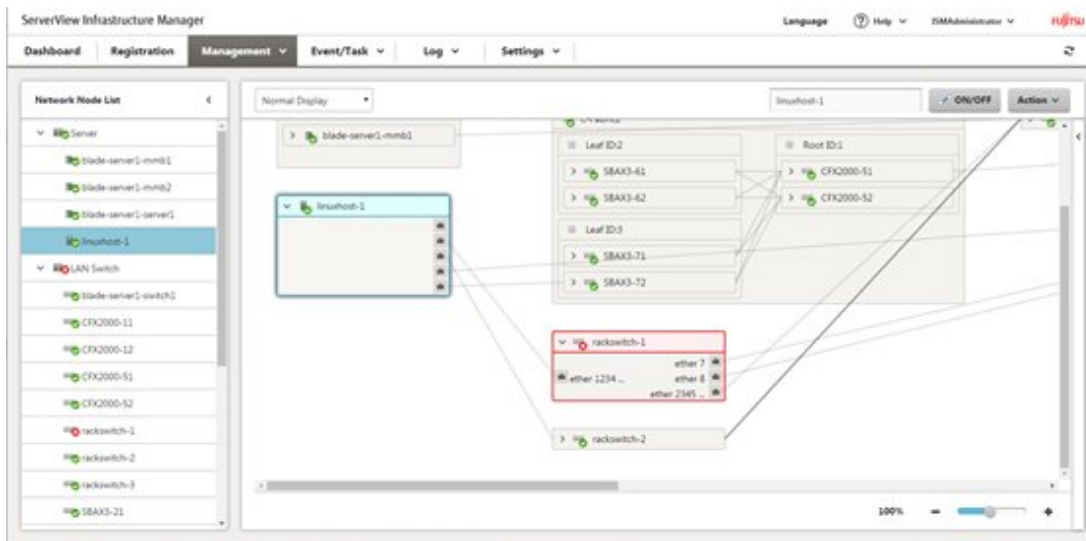 ServerView Infrastructure Manager
Language
Help
ISMAdministrator
FUJITSU
Dashboard
Registration
Management
Event/Task
Log
Settings
Network Node List
Server
blade-server1-mmb1
blade-server1-mmb2
blade-server1-server1
linuxhost-1
LAN Switch
blade-server1-switch1
CFX2000-11
CFX2000-12
CFX2000-51
CFX2000-52
rackswitch-1
rackswitch-2
rackswitch-3
SBAX3-21
Normal Display
linuxhost-1
ON/OFF
Action
blade-server1-mmb1
linuxhost-1
Leaf ID:2
SBAX3-61
SBAX3-62
Leaf ID:3
SBAX3-71
SBAX3-72
Root ID:1
CFX2000-51
CFX2000-52
rackswitch-1
ether 7
ether 1234 ...
ether 8
ether 2345 ...
rackswitch-2
100%